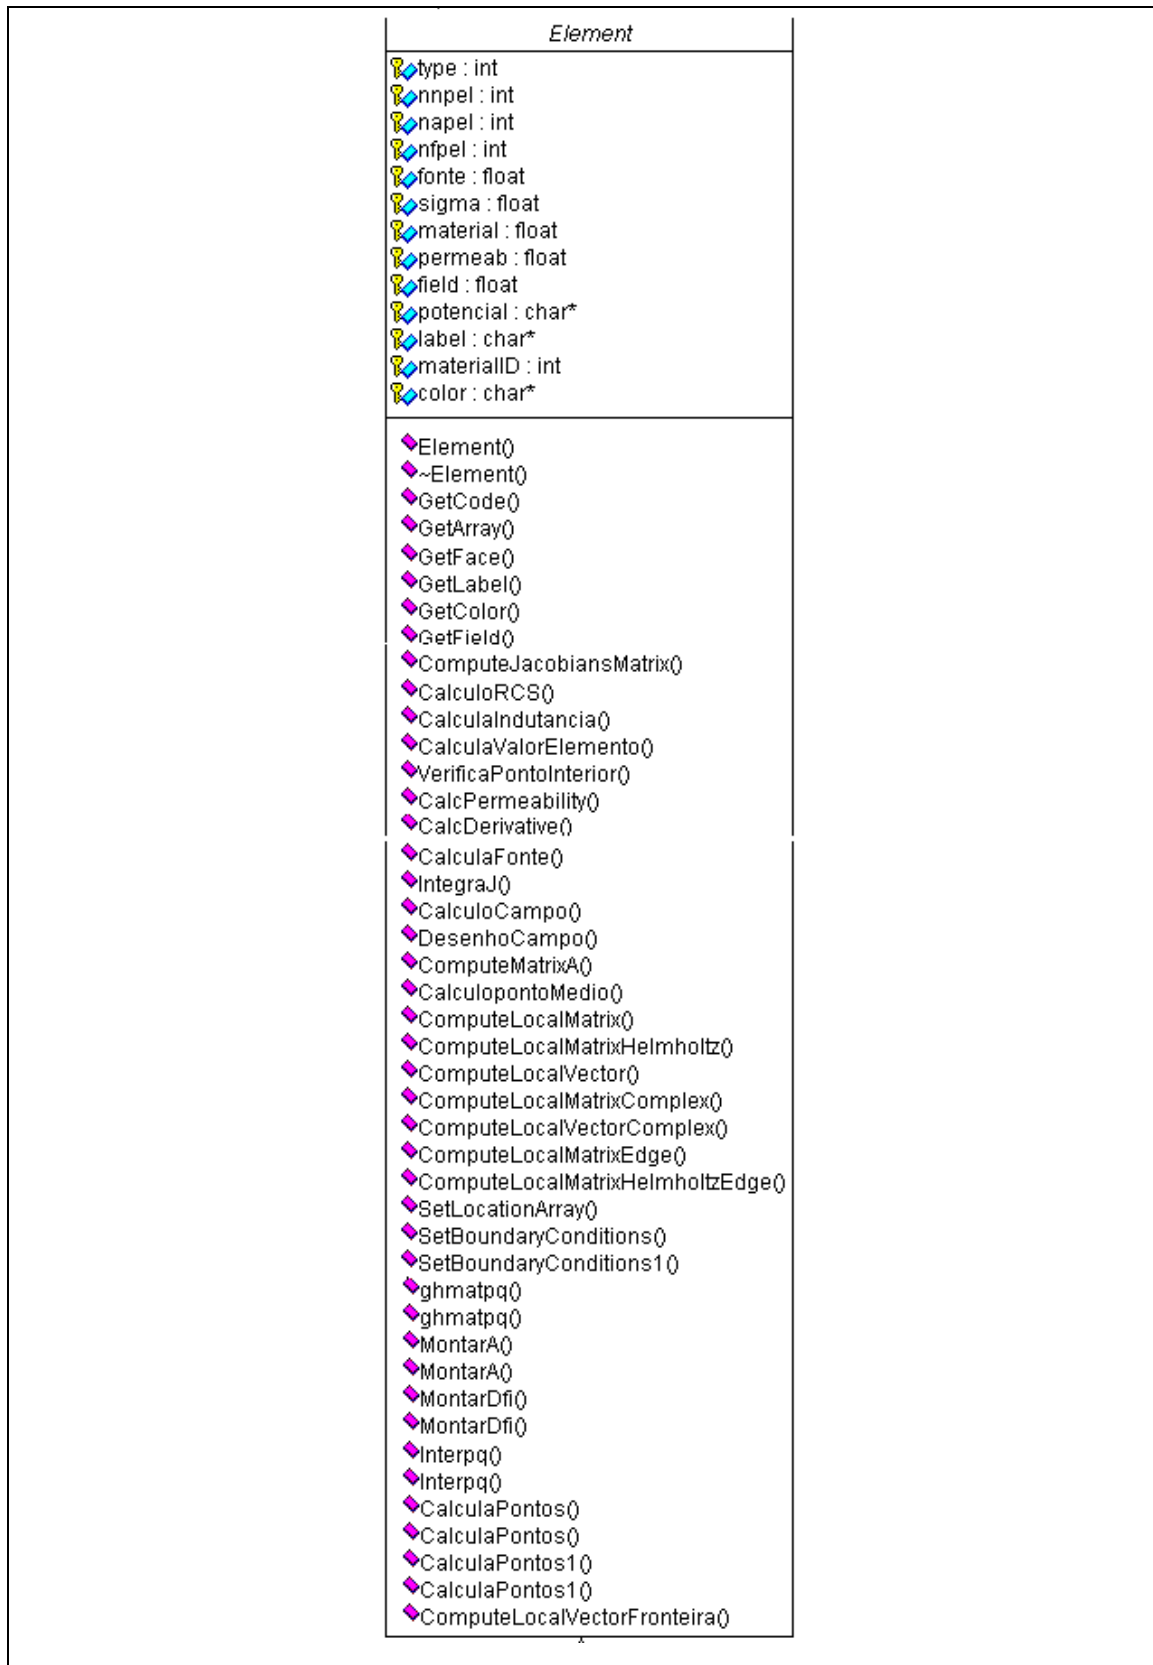 Element
type : int
nnpel : int
napel : int
nfpel : int
fonte : float
sigma : float
material : float
permeab : float
field : float
potencial : char*
label : char*
materialID : int
color : char*
Element()
~Element()
GetCode()
GetArray()
GetFace()
GetLabel()
GetColor()
GetField()
ComputeJacobiansMatrix()
CalculoRCS()
CalculaIndutancia()
CalculaValorElemento()
VerificaPontoInterior()
CalcPermeability()
CalcDerivative()
CalculaFonte()
IntegraJ()
CalculoCampo()
DesenhoCampo()
ComputeMatrixA()
CalculopontoMedio()
ComputeLocalMatrix()
ComputeLocalMatrixHelmholtz()
ComputeLocalVector()
ComputeLocalMatrixComplex()
ComputeLocalVectorComplex()
ComputeLocalMatrixEdge()
ComputeLocalMatrixHelmholtzEdge()
SetLocationArray()
SetBoundaryConditions()
SetBoundaryConditions1()
ghmatpq()
ghmatpq()
MontarA()
MontarA()
MontarDfi()
MontarDfi()
Interpq()
Interpq()
CalculaPontos()
CalculaPontos()
CalculaPontos1()
CalculaPontos1()
ComputeLocalVectorFronteira()